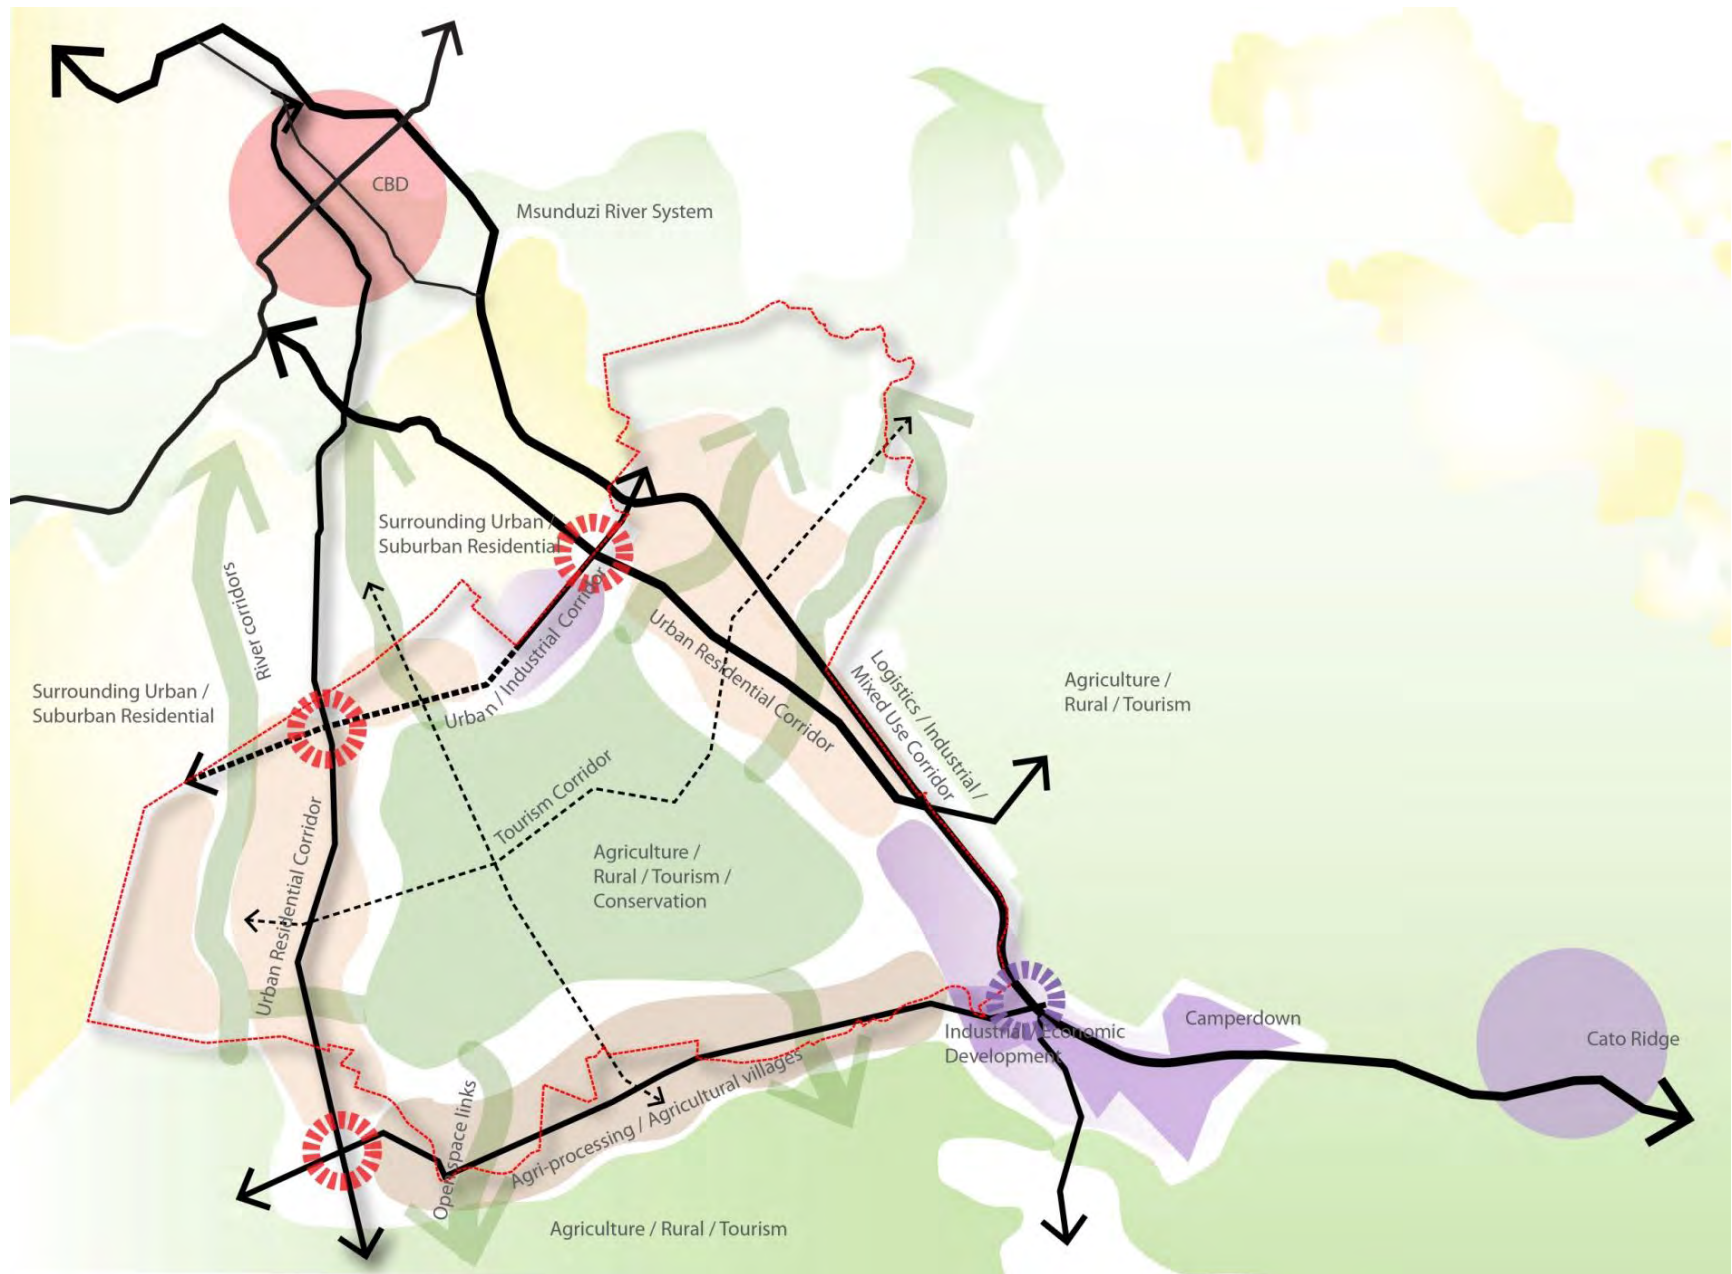 CBD
Msunduzi River System
Surrounding Urban /
Suburban Residential
River corridors
Urban / Industrial Corridor
Urban Residential Corridor
Logistics / Industrial /
Mixed Use Corridor
Agriculture /
Rural / Tourism
Surrounding Urban /
Suburban Residential
Tourism Corridor
Urban Residential Corridor
Agriculture /
Rural / Tourism /
Conservation
Industrial / Economic
Development
Camperdown
Cato Ridge
Agri-processing / Agricultural villages
Open space links
Agriculture / Rural / Tourism